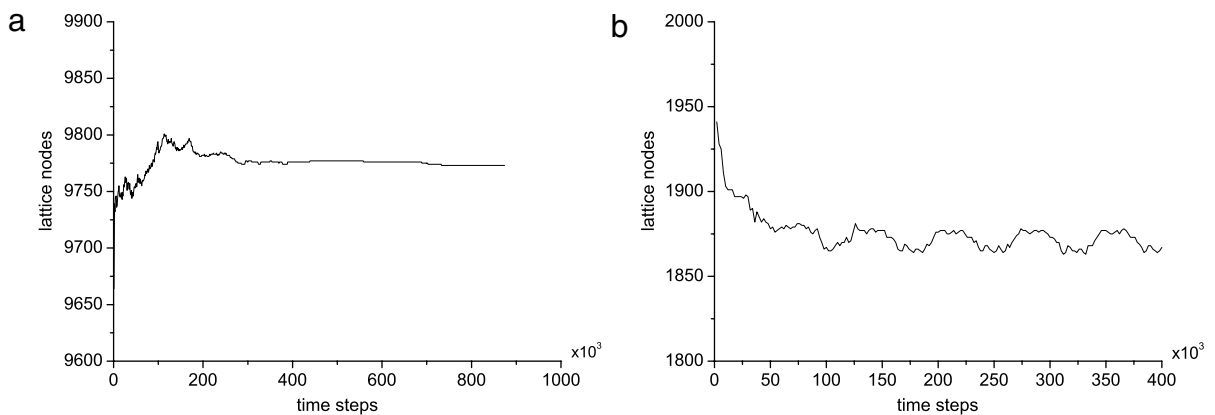 a
9900
9850
9800
9750
9700
9650
9600
lattice nodes
0 200 400 600 800 1000
x10³
time steps
b
2000
1950
1900
1850
1800
lattice nodes
0 50 100 150 200 250 300 350 400
x10³
time steps